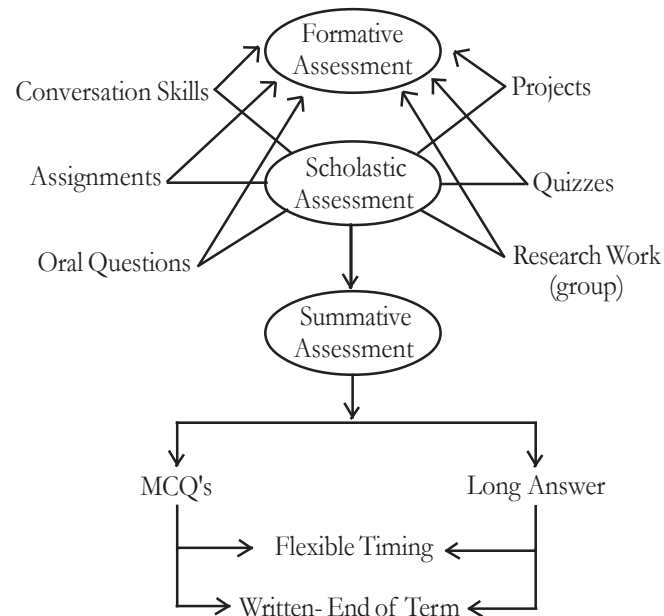 Formative
Assessment
Conversation Skills
Projects
Assignments
Scholastic
Assessment
Quizzes
Oral Questions
Research Work
(group)
Summative
Assessment
MCQ's
Long Answer
Flexible Timing
Written- End of Term